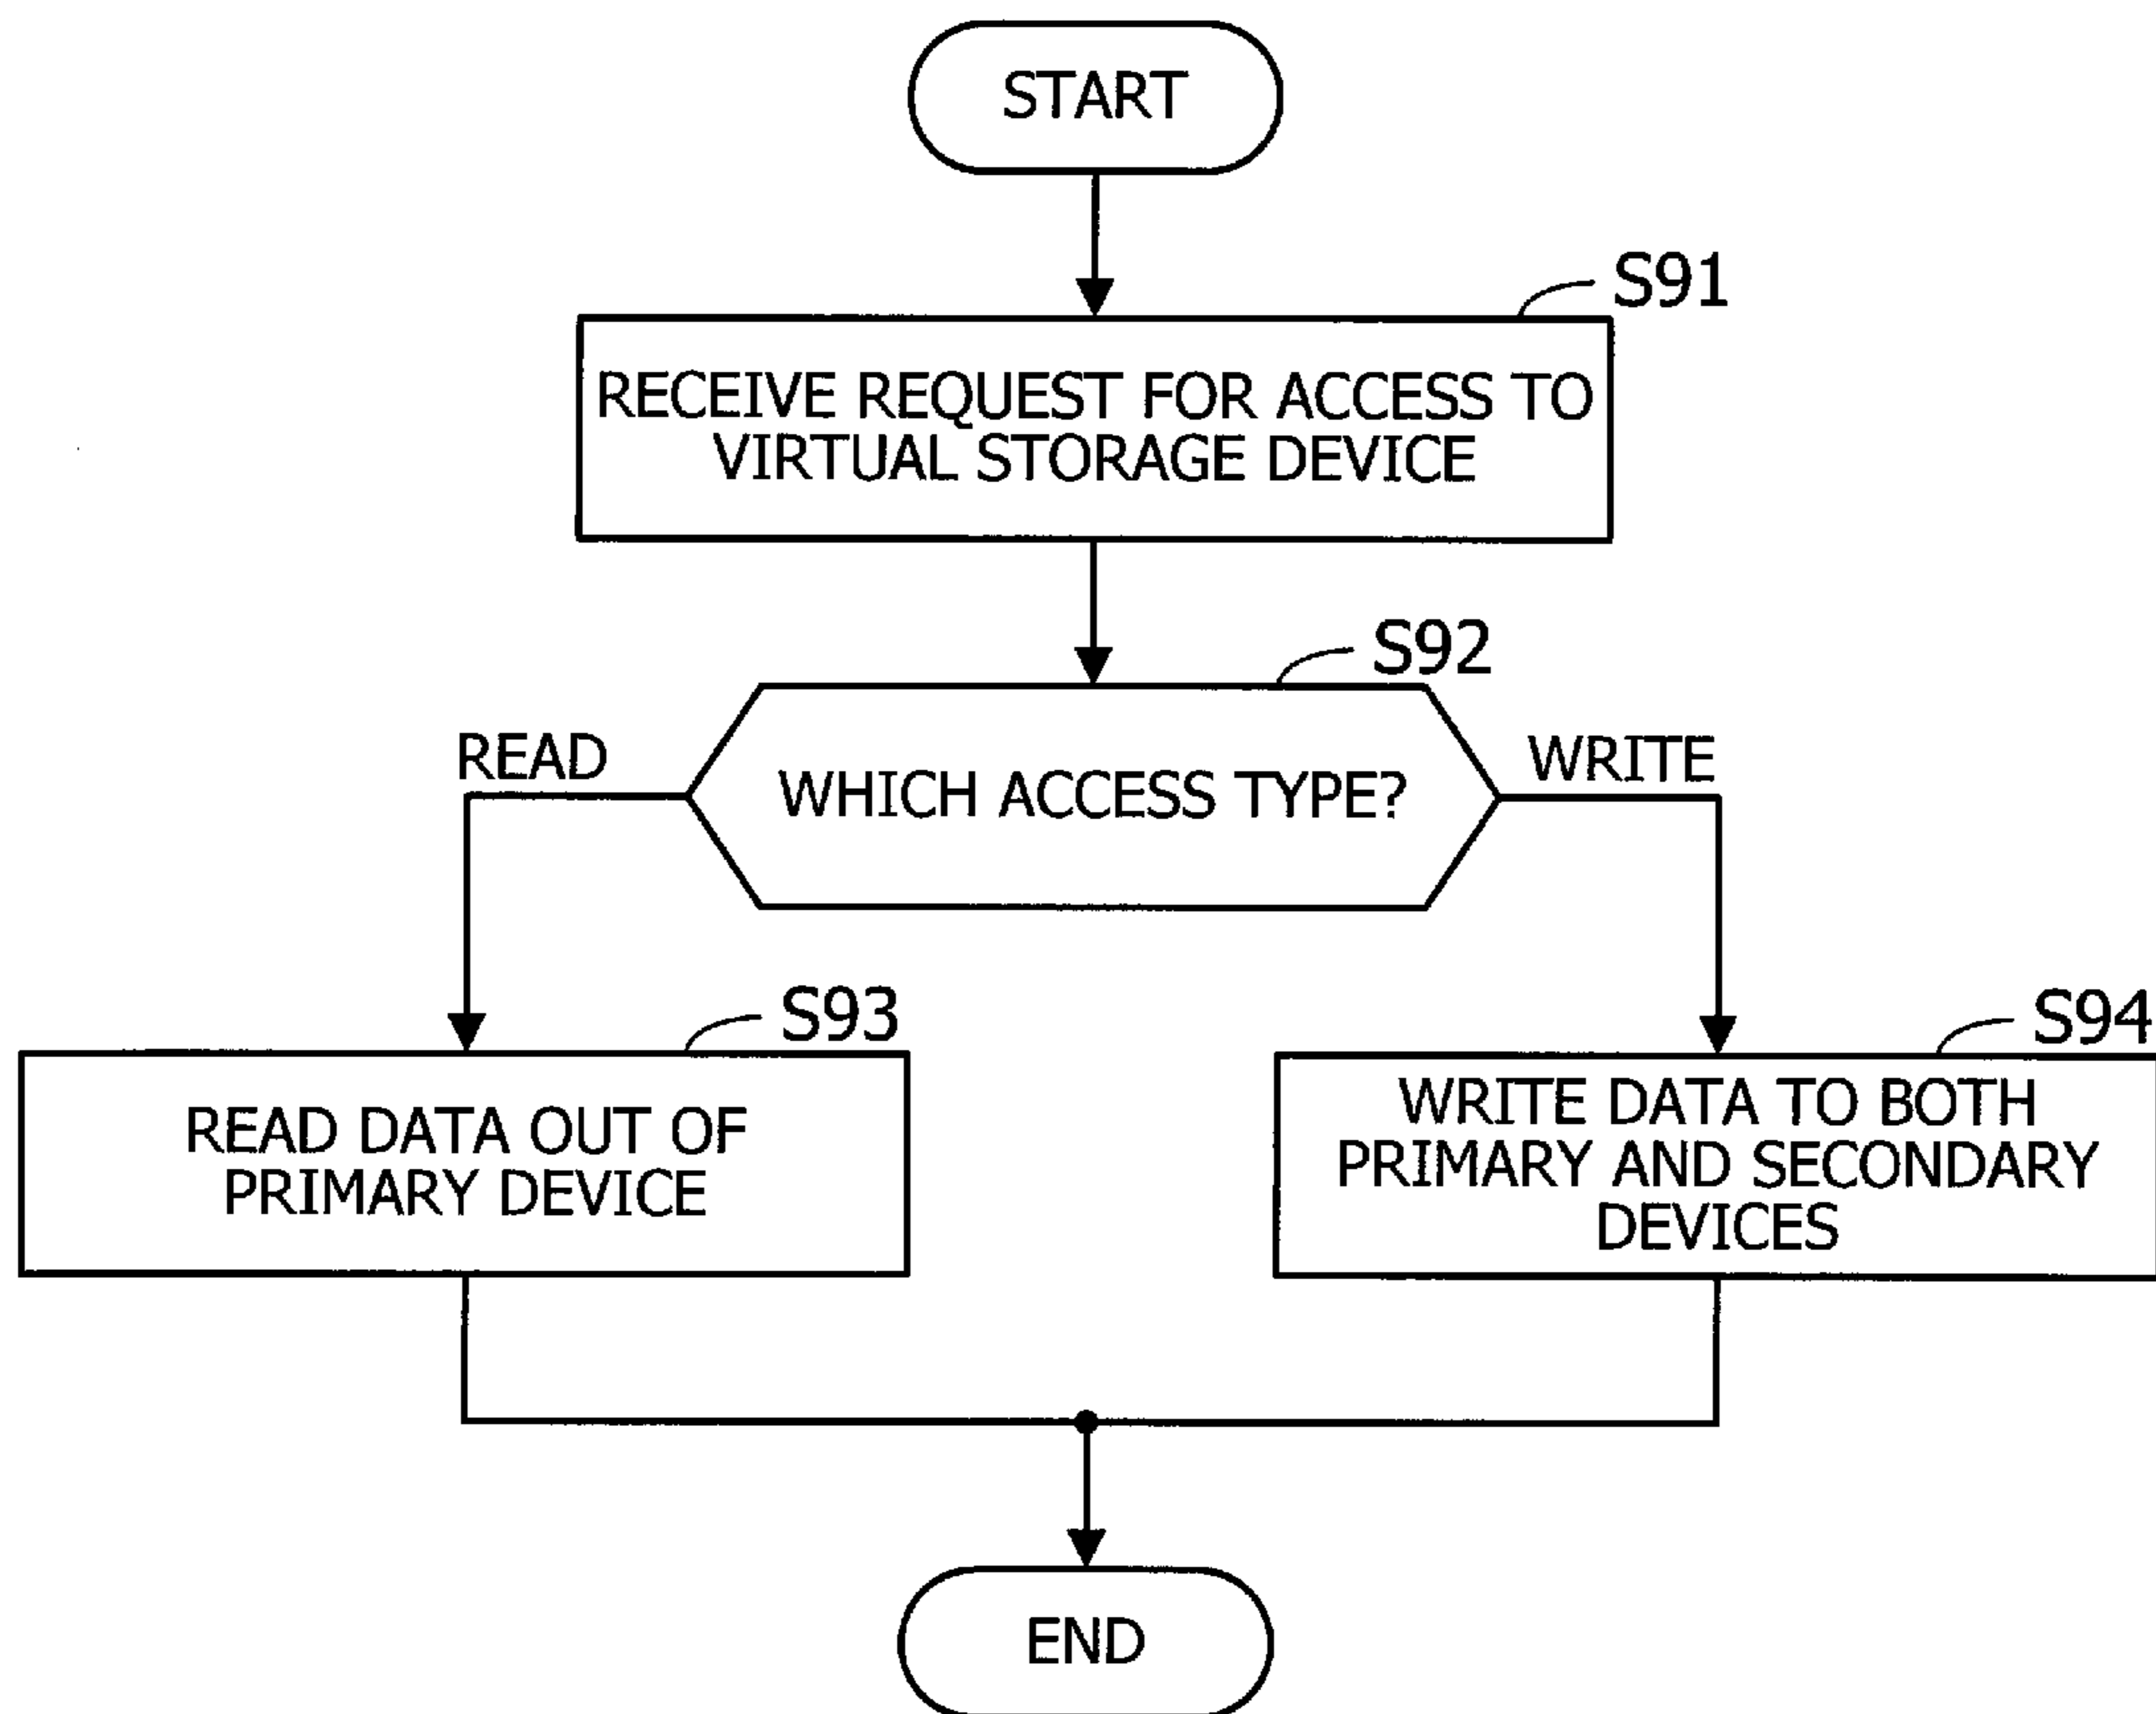 START
S91
RECEIVE REQUEST FOR ACCESS TO
VIRTUAL STORAGE DEVICE
S92
READ
WHICH ACCESS TYPE?
WRITE
S93
READ DATA OUT OF
PRIMARY DEVICE
S94
WRITE DATA TO BOTH
PRIMARY AND SECONDARY
DEVICES
END